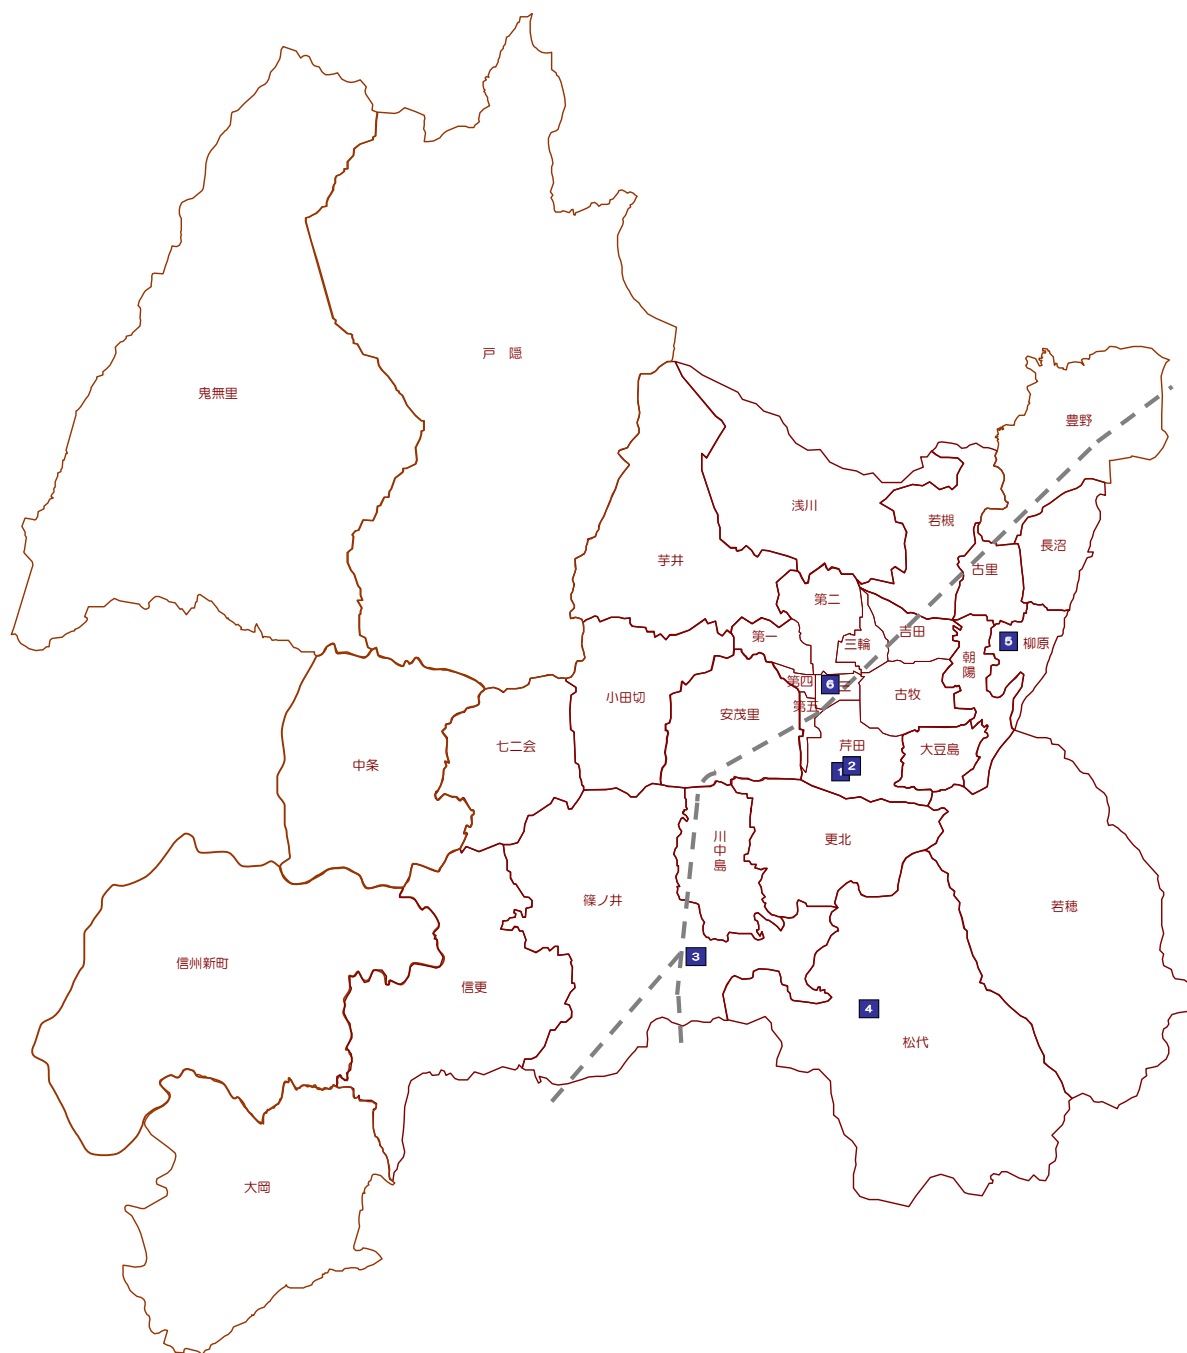 戸 隠
鬼無里
豊野
浅川
若槻
長沼
芋井
古里
第二
第一
三輪
吉田
5
柳原
朝陽
第四
6
小田切
古牧
第五
安茂里
七二会
芹田
大豆島
中条
1
2
川中島
更北
篠ノ井
若穂
3
信州新町
信更
4
松代
大岡